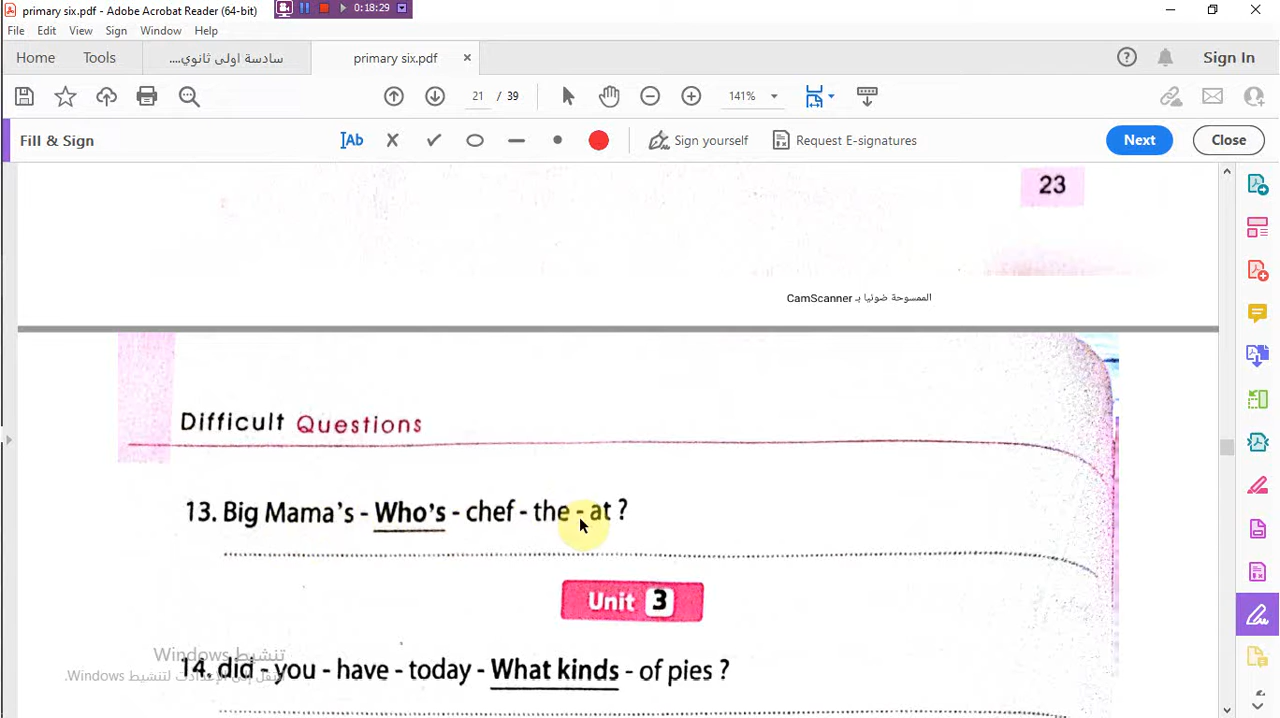 primary six.pdf - Adobe Acrobat Reader (64-bit)
0:18:29
File Edit View Sign Window Help
Home Tools سادسة اولى ثانوي.... primary six.pdf × Sign In
21 / 39 141%
Fill & Sign Ab Sign yourself Request E-signatures Next Close
23
الممسوحة ضوئيا بـ CamScanner
Difficult Questions
13. Big Mama's - Who's - chef - the - at ?
Unit 3
تنشيط Windows
14. did - you - have - today - What kinds - of pies ?
انتقل إلى الإعدادات لتنشيط Windows.